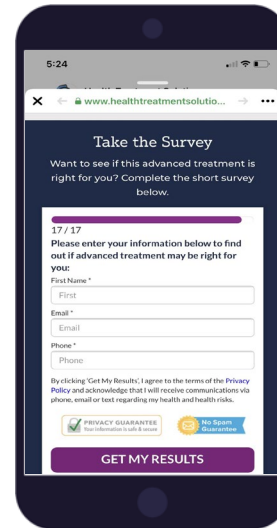 5:24
www.healthtreatmentsolutio...
Take the Survey
Want to see if this advanced treatment is
right for you? Complete the short survey
below.
17 / 17
Please enter your information below to find
out if advanced treatment may be right for
you:
First Name *
First
Email *
Email
Phone *
Phone
By clicking 'Get My Results', I agree to the terms of the Privacy
Policy and acknowledge that I will receive communications via
phone, email or text regarding my health and health risks.
PRIVACY GUARANTEE
Your Information is safe & secure
No Spam
Guarantee
GET MY RESULTS